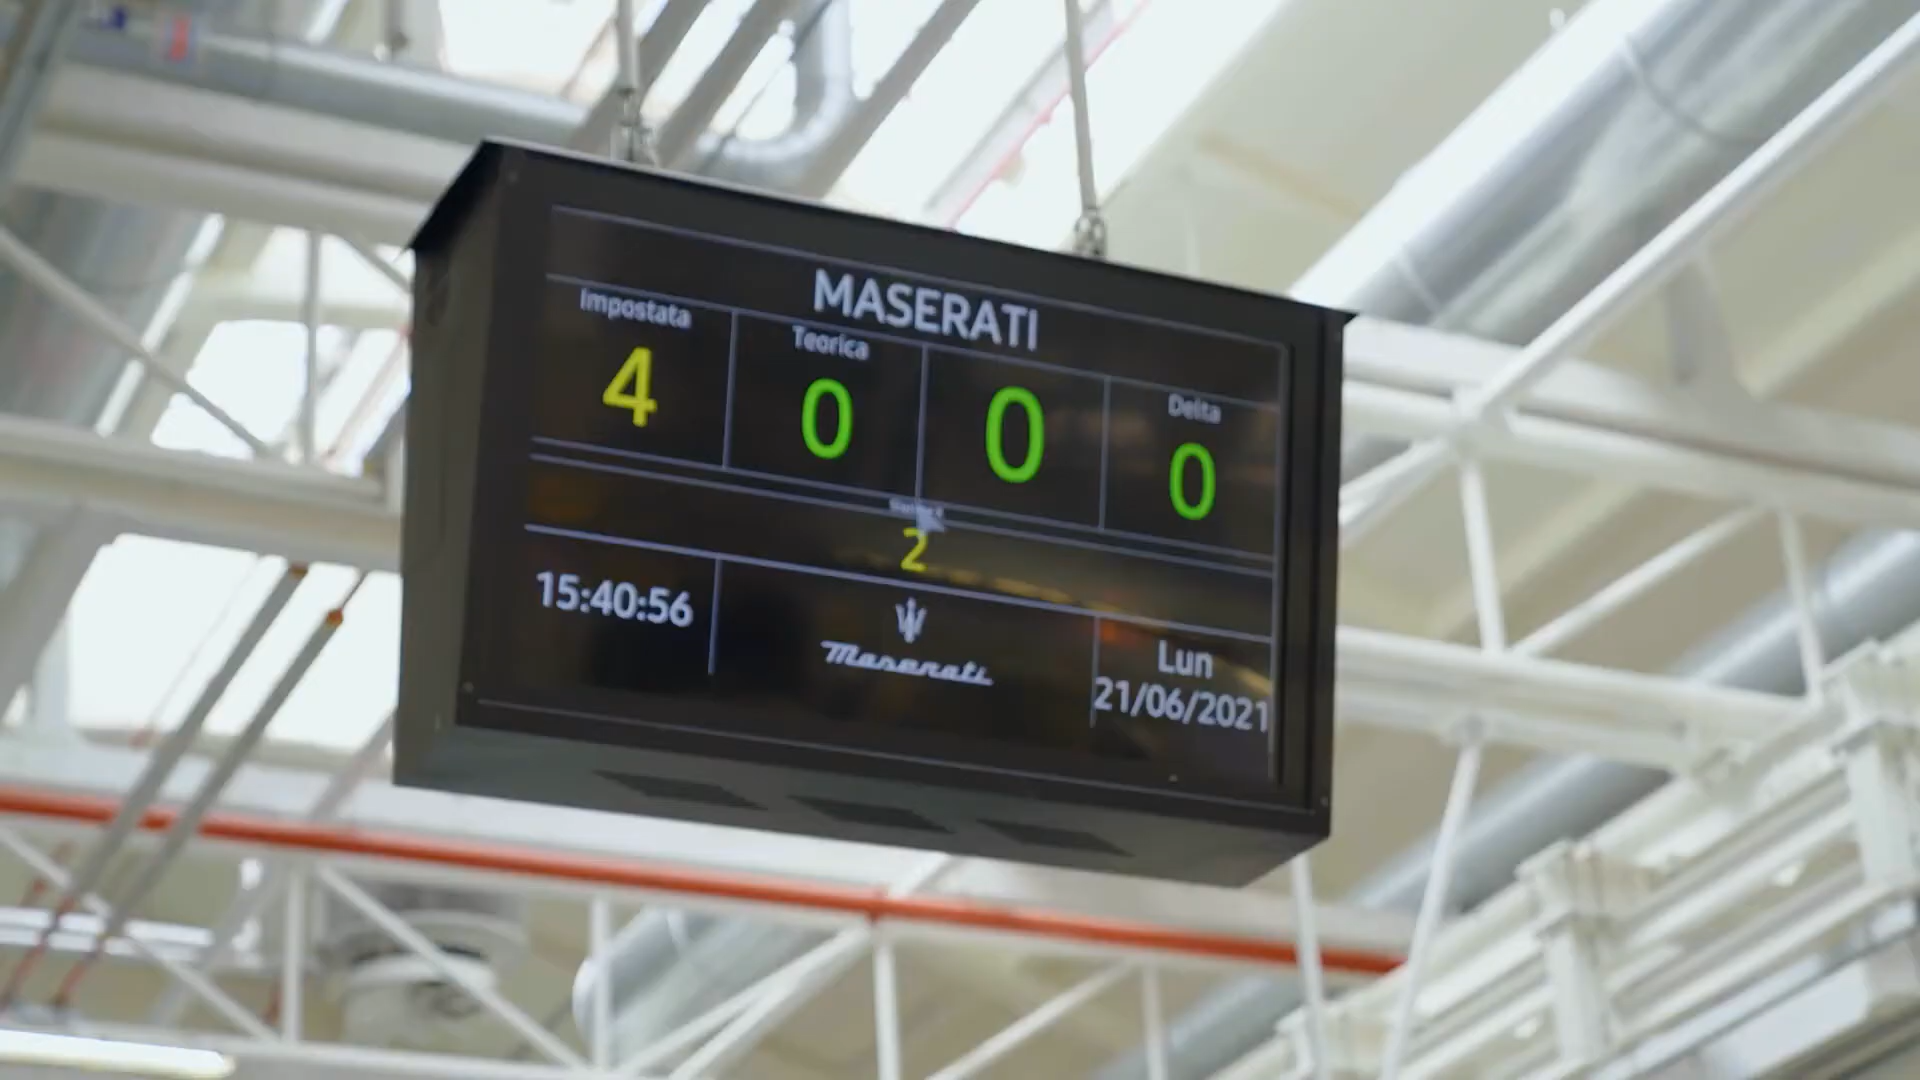 MASERATI
Impostata
Teorica
Delta
4
0
0
0
2
15:40:56
Maserati
Lun
21/06/2021